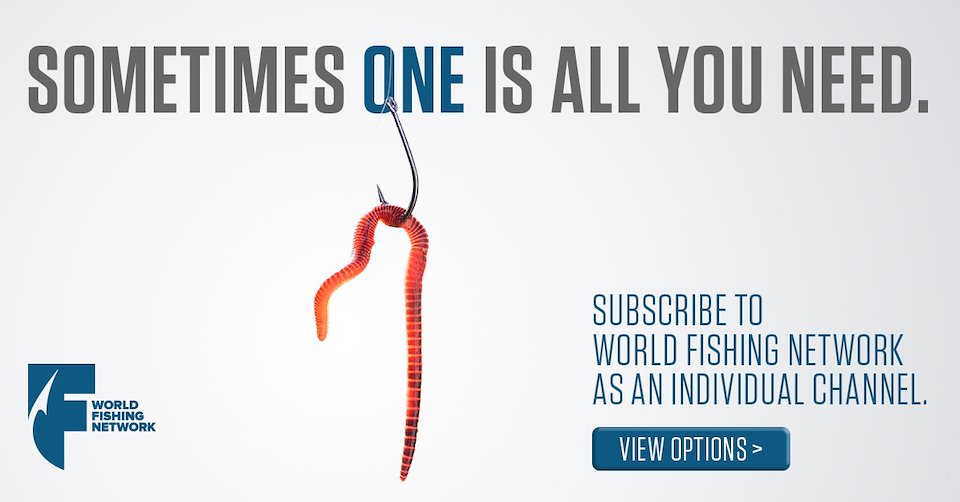 SOMETIMES ONE IS ALL YOU NEED.
SUBSCRIBE TO
WORLD FISHING NETWORK
AS AN INDIVIDUAL CHANNEL.
VIEW OPTIONS >
WORLD
FISHING
NETWORK